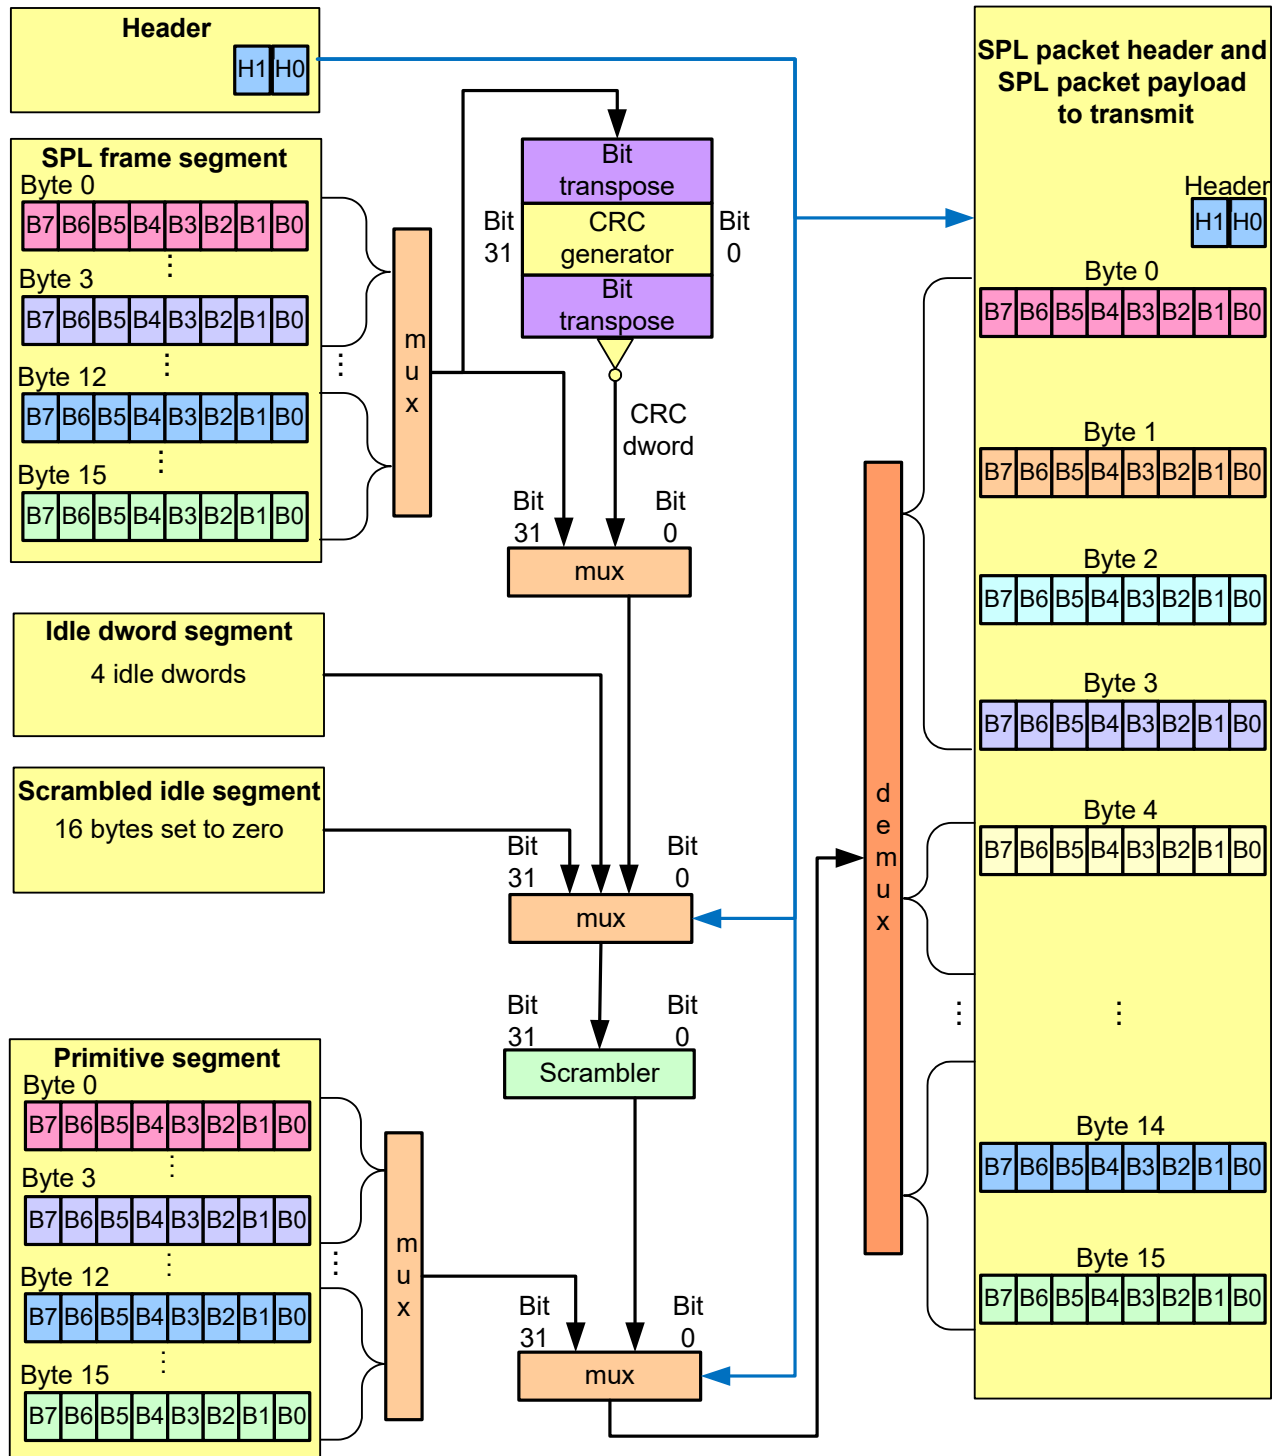 Header
H1 H0
SPL frame segment
Byte 0
B7 B6 B5 B4 B3 B2 B1 B0
⋮
Byte 3
B7 B6 B5 B4 B3 B2 B1 B0
⋮
Byte 12
B7 B6 B5 B4 B3 B2 B1 B0
⋮
Byte 15
B7 B6 B5 B4 B3 B2 B1 B0
⋮
mux
Bit
transpose
Bit
31
CRC
generator
Bit
0
Bit
transpose
CRC
dword
Bit
31
Bit
0
mux
Idle dword segment
4 idle dwords
Scrambled idle segment
16 bytes set to zero
Bit
31
Bit
0
mux
Bit
31
Bit
0
Scrambler
Primitive segment
Byte 0
B7 B6 B5 B4 B3 B2 B1 B0
⋮
Byte 3
B7 B6 B5 B4 B3 B2 B1 B0
⋮
Byte 12
B7 B6 B5 B4 B3 B2 B1 B0
⋮
Byte 15
B7 B6 B5 B4 B3 B2 B1 B0
⋮
mux
Bit
31
Bit
0
mux
demux
SPL packet header and
SPL packet payload
to transmit
Header
H1 H0
Byte 0
B7 B6 B5 B4 B3 B2 B1 B0
Byte 1
B7 B6 B5 B4 B3 B2 B1 B0
Byte 2
B7 B6 B5 B4 B3 B2 B1 B0
Byte 3
B7 B6 B5 B4 B3 B2 B1 B0
Byte 4
B7 B6 B5 B4 B3 B2 B1 B0
⋮ ⋮
Byte 14
B7 B6 B5 B4 B3 B2 B1 B0
Byte 15
B7 B6 B5 B4 B3 B2 B1 B0